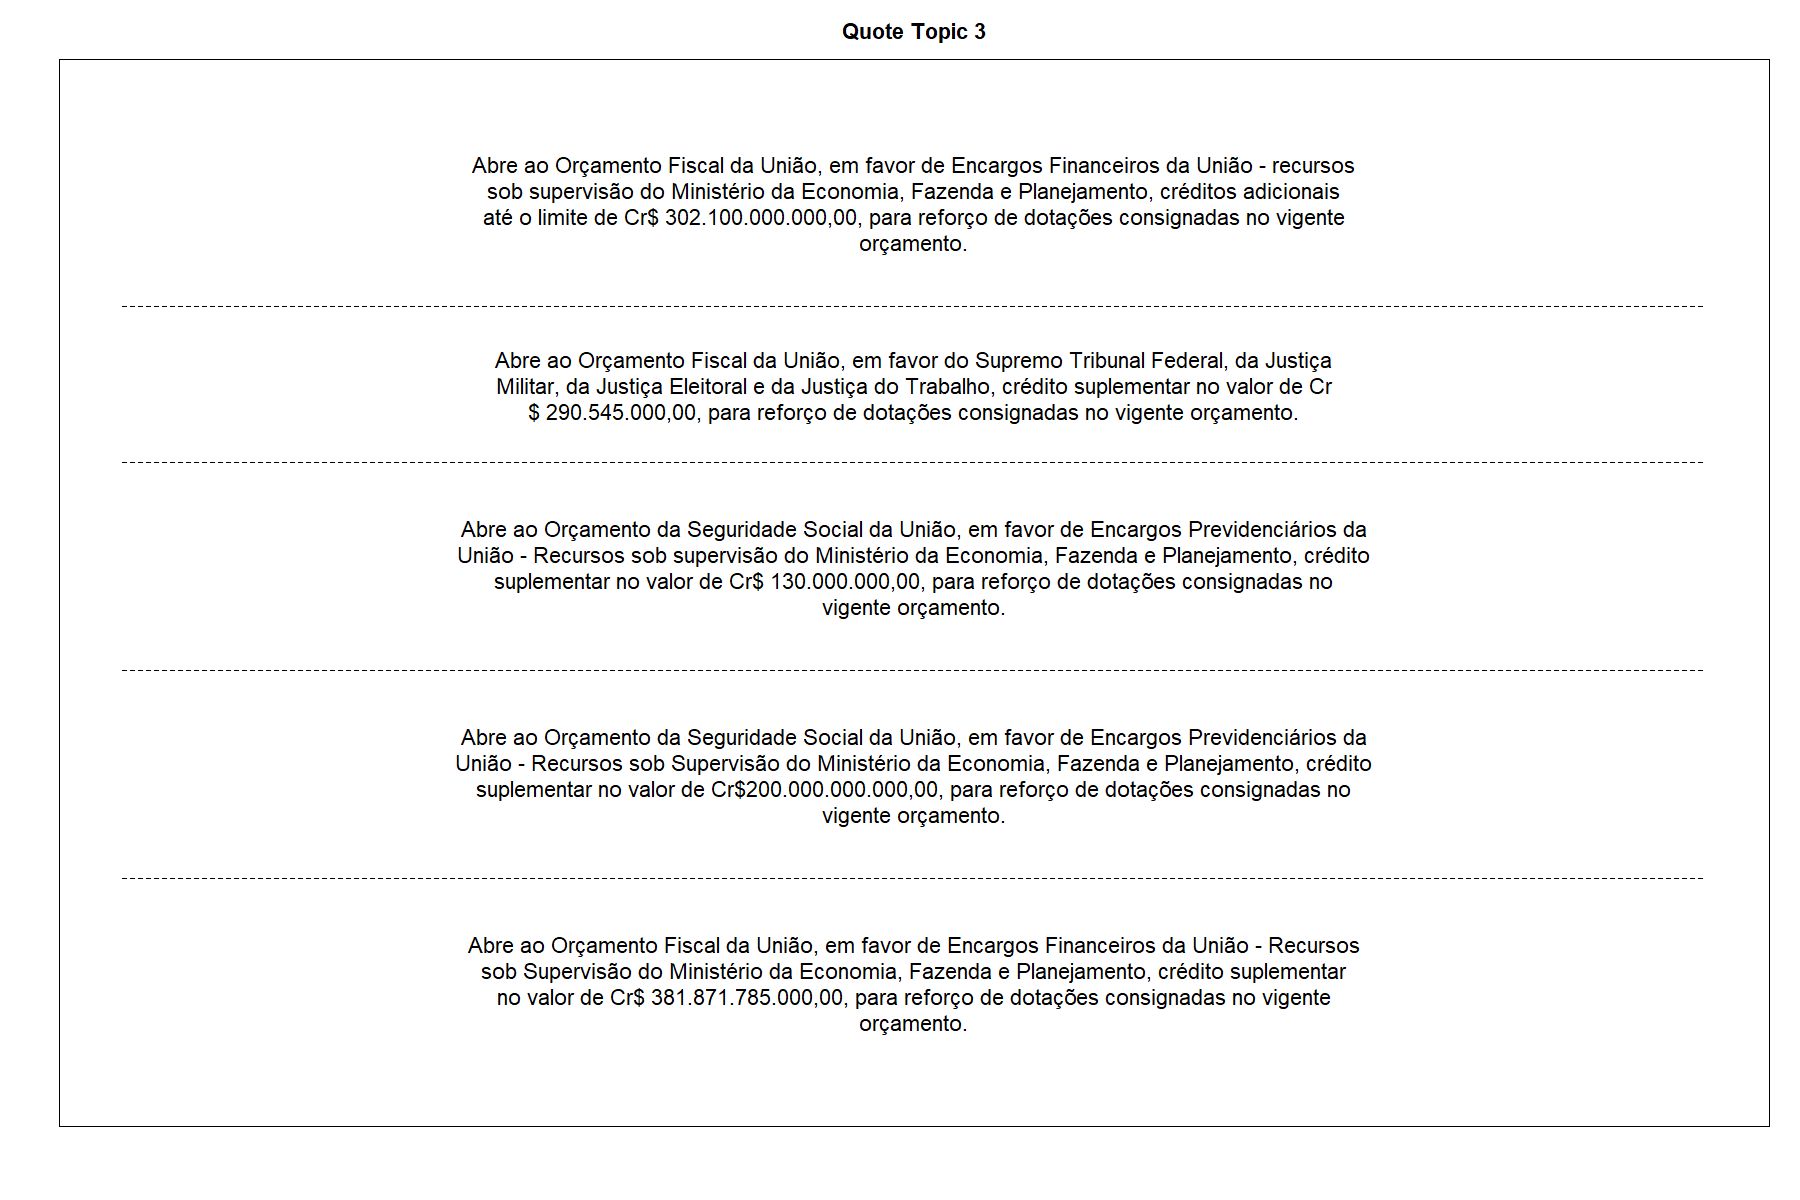 Quote Topic 3
Abre ao Orçamento Fiscal da União, em favor de Encargos Financeiros da União - recursos
sob supervisão do Ministério da Economia, Fazenda e Planejamento, créditos adicionais
até o limite de Cr$ 302.100.000.000,00, para reforço de dotações consignadas no vigente
orçamento.
Abre ao Orçamento Fiscal da União, em favor do Supremo Tribunal Federal, da Justiça
Militar, da Justiça Eleitoral e da Justiça do Trabalho, crédito suplementar no valor de Cr
$ 290.545.000,00, para reforço de dotações consignadas no vigente orçamento.
Abre ao Orçamento da Seguridade Social da União, em favor de Encargos Previdenciários da
União - Recursos sob supervisão do Ministério da Economia, Fazenda e Planejamento, crédito
suplementar no valor de Cr$ 130.000.000,00, para reforço de dotações consignadas no
vigente orçamento.
Abre ao Orçamento da Seguridade Social da União, em favor de Encargos Previdenciários da
União - Recursos sob Supervisão do Ministério da Economia, Fazenda e Planejamento, crédito
suplementar no valor de Cr$200.000.000.000,00, para reforço de dotações consignadas no
vigente orçamento.
Abre ao Orçamento Fiscal da União, em favor de Encargos Financeiros da União - Recursos
sob Supervisão do Ministério da Economia, Fazenda e Planejamento, crédito suplementar
no valor de Cr$ 381.871.785.000,00, para reforço de dotações consignadas no vigente
orçamento.